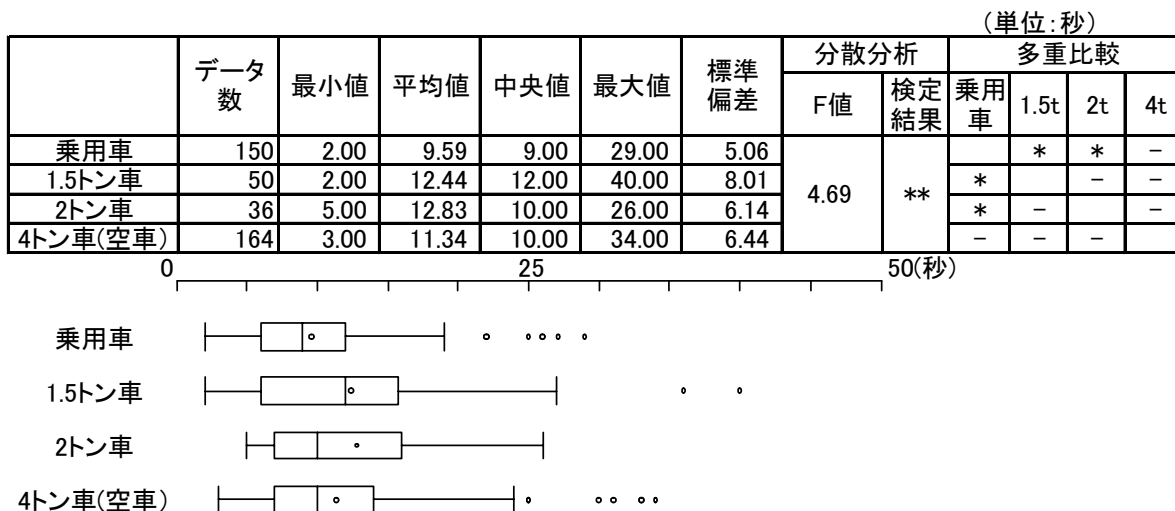 (単位:秒)
データ数 最小値 平均値 中央値 最大値 標準偏差 分散分析 多重比較
F値 検定結果 乗用車 1.5t 2t 4t
乗用車 150 2.00 9.59 9.00 29.00 5.06 4.69 ** * * −
1.5トン車 50 2.00 12.44 12.00 40.00 8.01 * − −
2トン車 36 5.00 12.83 10.00 26.00 6.14 * − −
4トン車(空車) 164 3.00 11.34 10.00 34.00 6.44 − − −
0 25 50(秒)
乗用車
1.5トン車
2トン車
4トン車(空車)